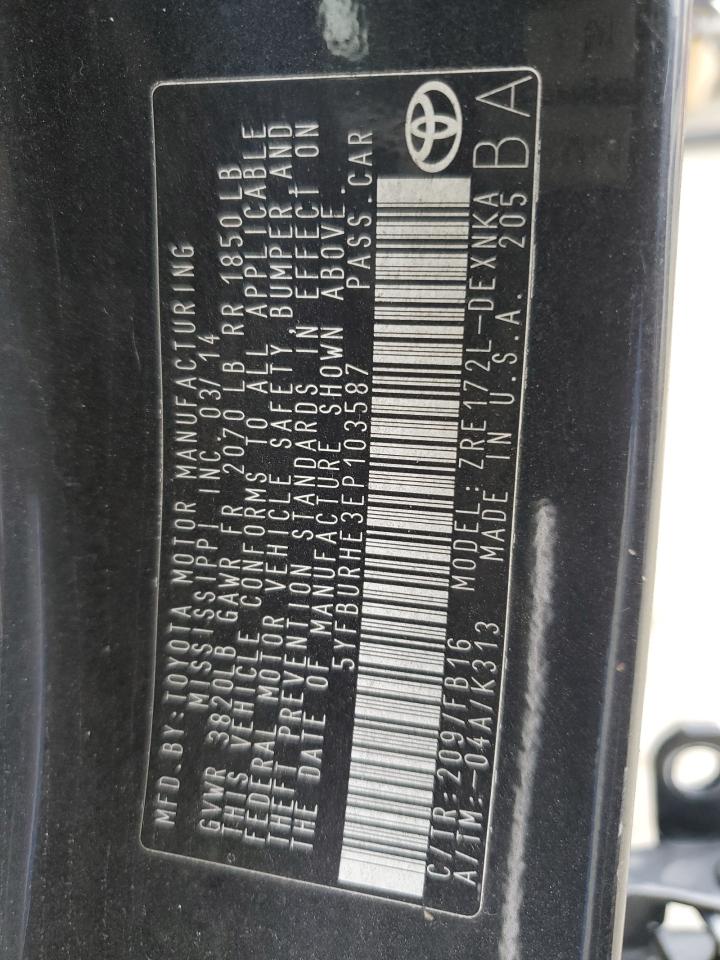 MFD.BY:TOYOTA MOTOR MANUFACTURING
MISSISSIPPI INC. 03/14
GVWR 3820LB GAWR FR 2070 LB RR 1850 LB
THIS VEHICLE CONFORMS TO ALL APPLICABLE
FEDERAL MOTOR VEHICLE SAFETY, BUMPER, AND
THEFT PREVENTION STANDARDS IN EFFECT ON
THE DATE OF MANUFACTURE SHOWN ABOVE.
5YFBURHE3EP103587 PASS.CAR
C/TR:209/FB16 MODEL:ZRE172L-DEXNKA
A/TM:-04A/K313 MADE IN U.S.A. 205 BA